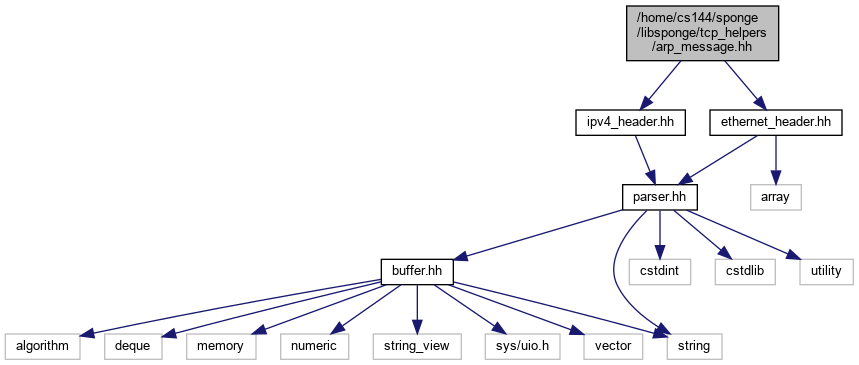 /home/cs144/sponge
/libsponge/tcp_helpers
/arp_message.hh
ipv4_header.hh
ethernet_header.hh
parser.hh
array
buffer.hh
cstdint
cstdlib
utility
algorithm
deque
memory
numeric
string_view
sys/uio.h
vector
string